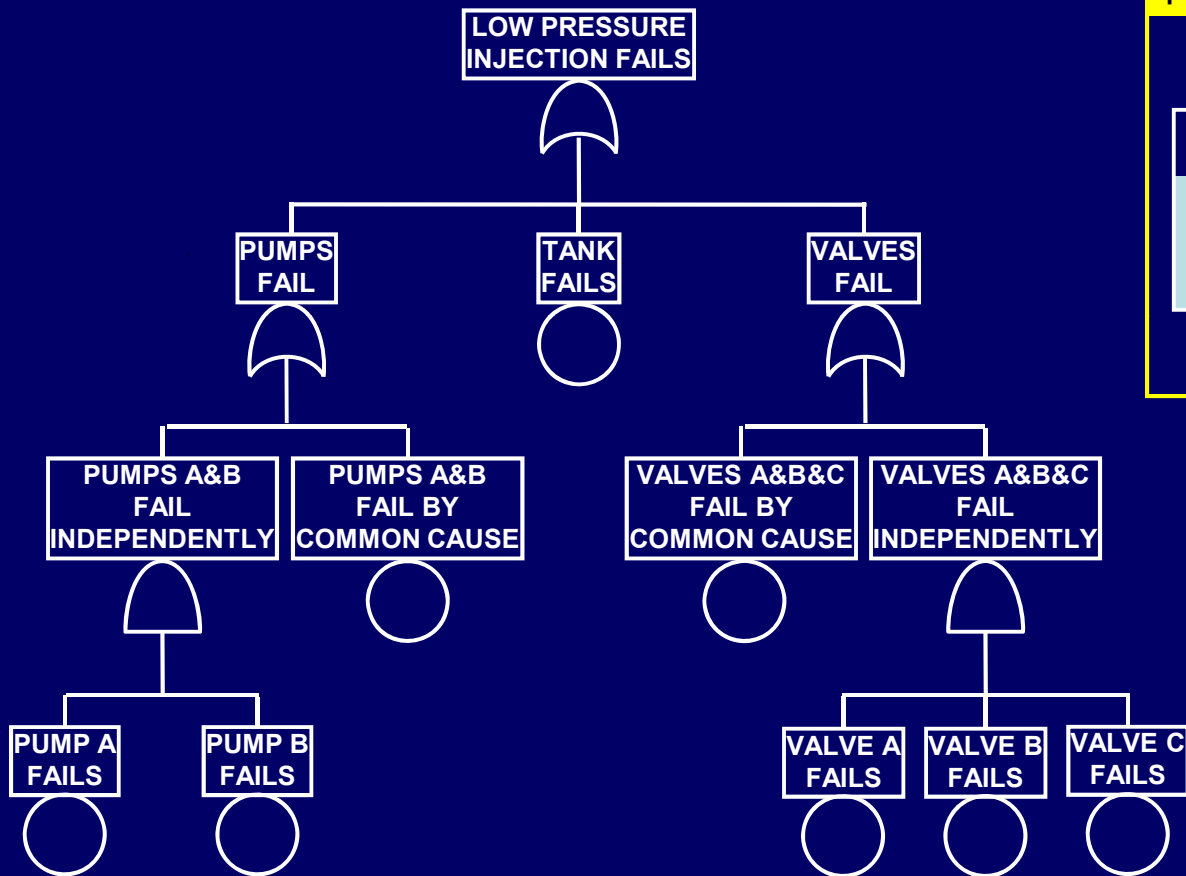 LOW PRESSURE
INJECTION FAILS
PUMPS
FAIL
TANK
FAILS
VALVES
FAIL
PUMPS A&B
FAIL
INDEPENDENTLY
PUMPS A&B
FAIL BY
COMMON CAUSE
VALVES A&B&C
FAIL BY
COMMON CAUSE
VALVES A&B&C
FAIL
INDEPENDENTLY
PUMP A
FAILS
PUMP B
FAILS
VALVE A
FAILS
VALVE B
FAILS
VALVE C
FAILS